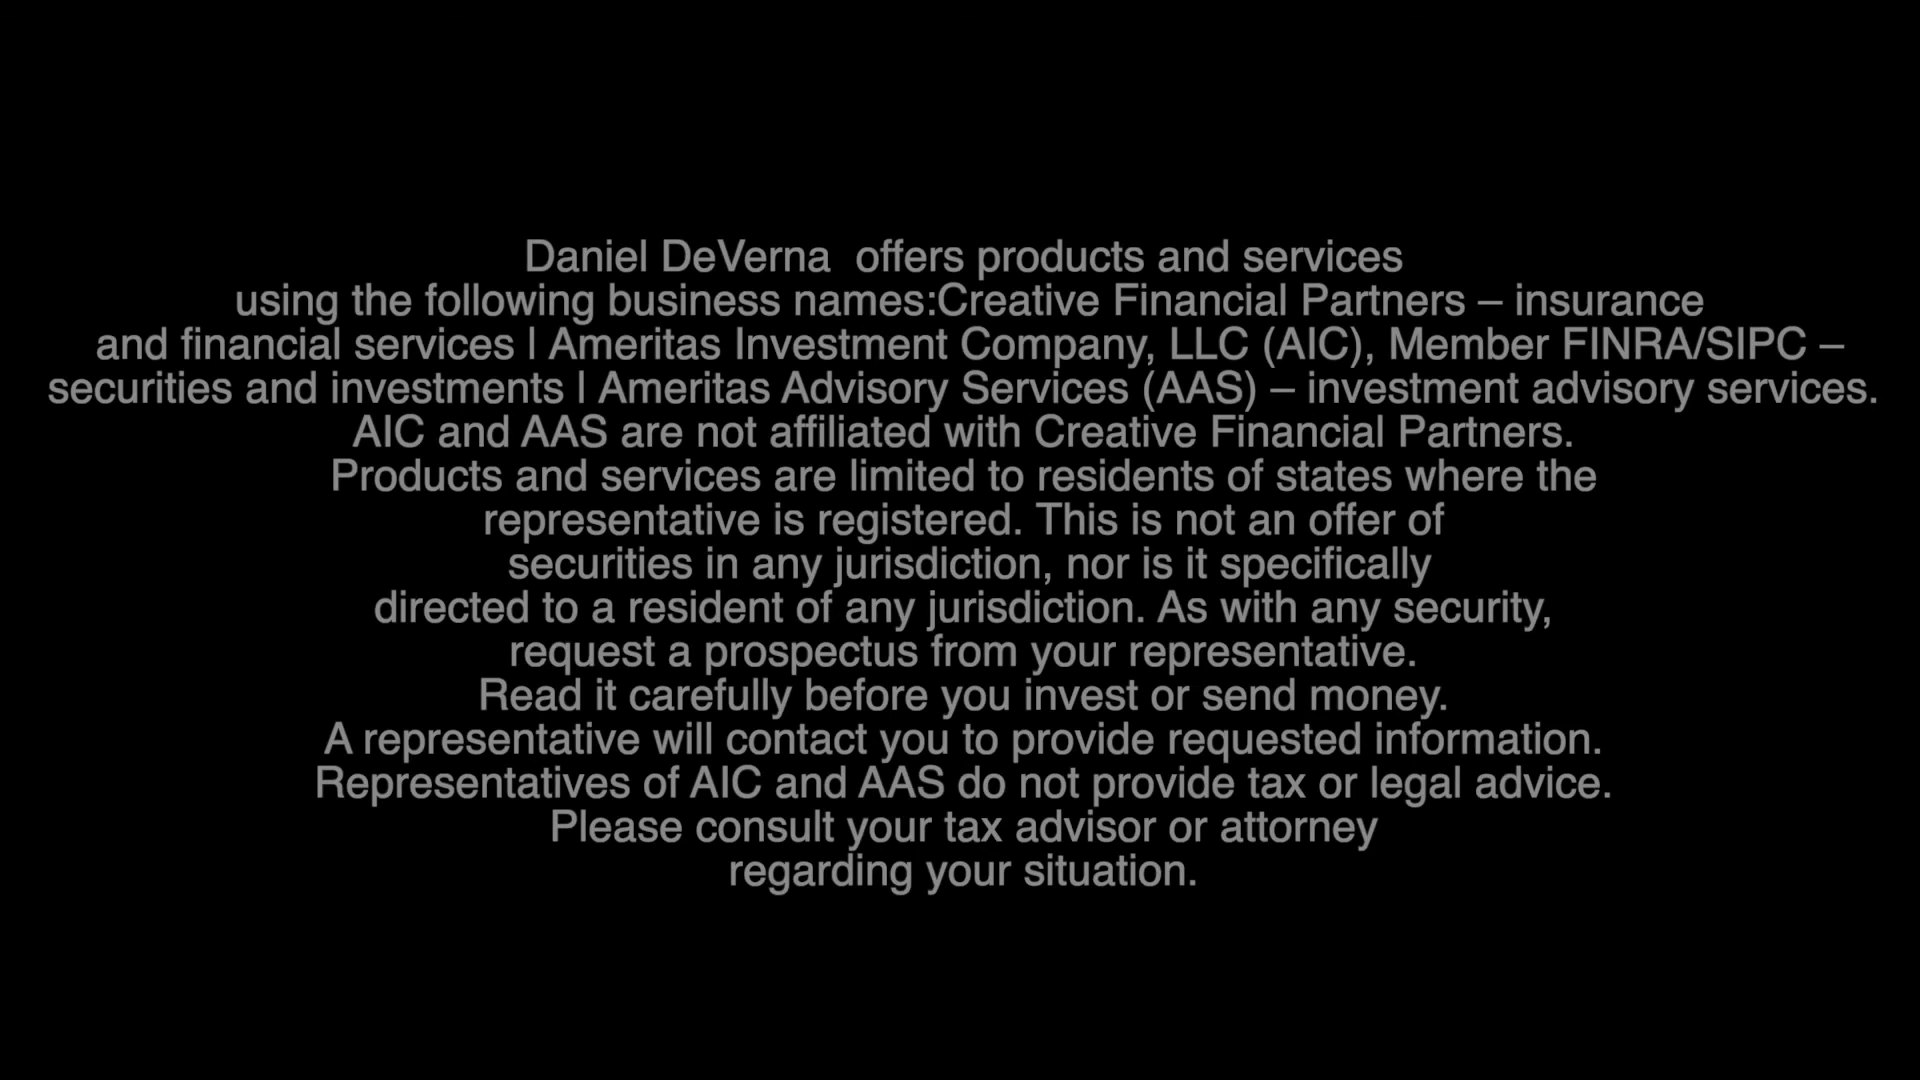 Daniel DeVerna  offers products and services
using the following business names:Creative Financial Partners – insurance
and financial services | Ameritas Investment Company, LLC (AIC), Member FINRA/SIPC –
securities and investments | Ameritas Advisory Services (AAS) – investment advisory services.
AIC and AAS are not affiliated with Creative Financial Partners.
Products and services are limited to residents of states where the
representative is registered. This is not an offer of
securities in any jurisdiction, nor is it specifically
directed to a resident of any jurisdiction. As with any security,
request a prospectus from your representative.
Read it carefully before you invest or send money.
A representative will contact you to provide requested information.
Representatives of AIC and AAS do not provide tax or legal advice.
Please consult your tax advisor or attorney
regarding your situation.